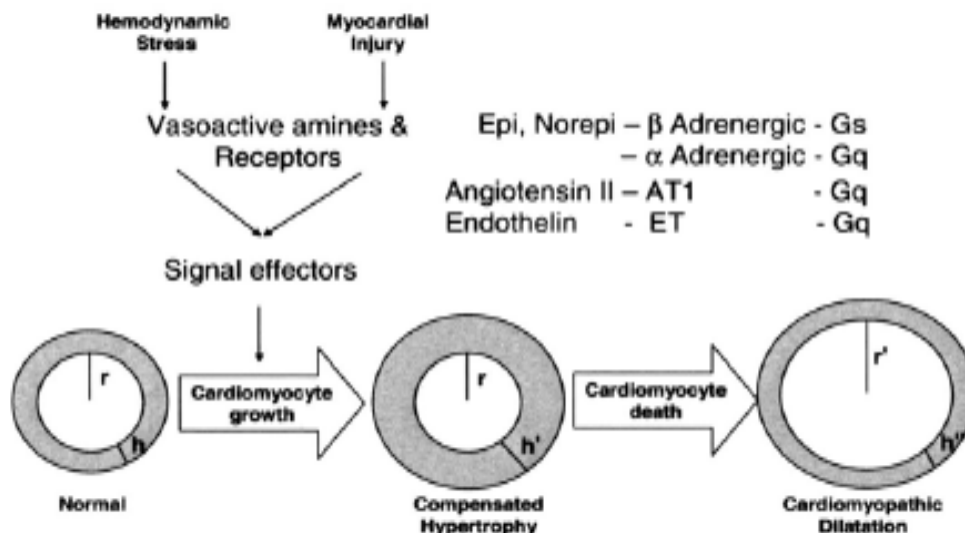 Hemodynamic Stress
Myocardial Injury
Vasoactive amines &
Receptors
Epi, Norepi – β Adrenergic - Gs
– α Adrenergic - Gq
Angiotensin II – AT1 - Gq
Endothelin - ET - Gq
Signal effectors
r
h
Normal
Cardiomyocyte
growth
r
h'
Compensated
Hypertrophy
Cardiomyocyte
death
r'
h"
Cardiomyopathic
Dilatation